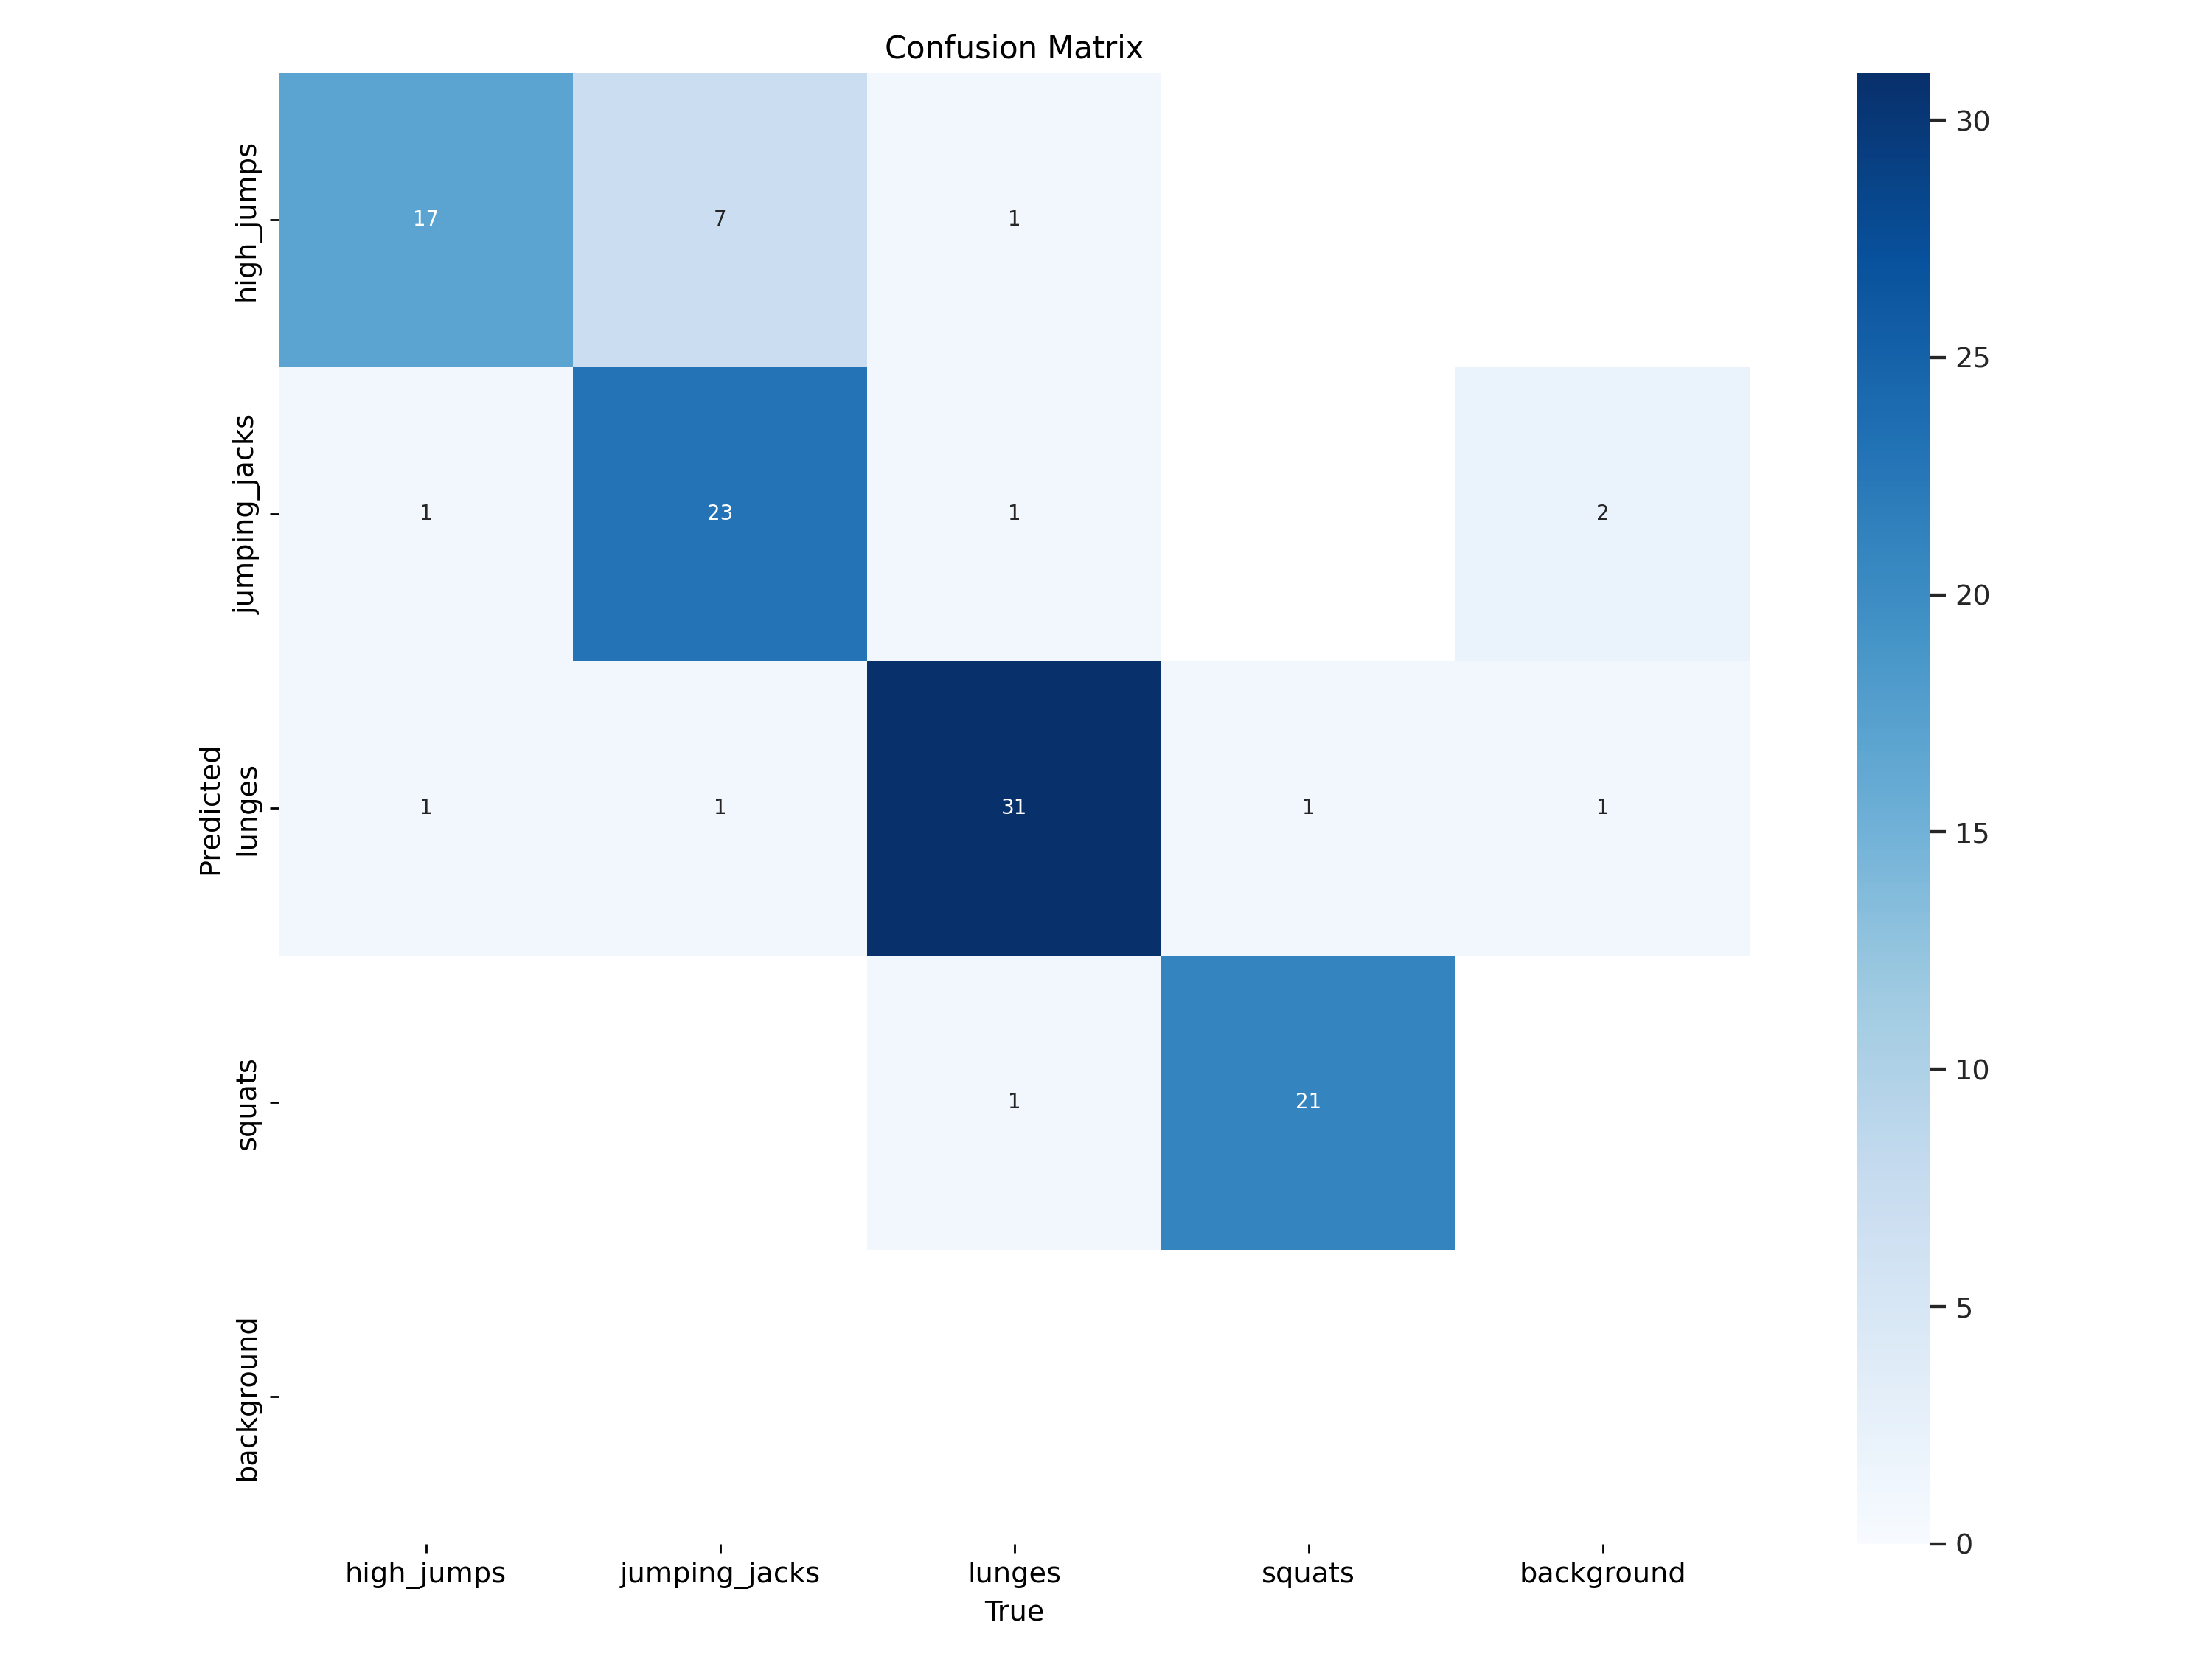 Confusion Matrix
high_jumps
17
7
1
jumping_jacks
1
23
1
2
Predicted
lunges
1
1
31
1
1
squats
1
21
background
high_jumps
jumping_jacks
lunges
squats
background
True
30
25
20
15
10
5
0